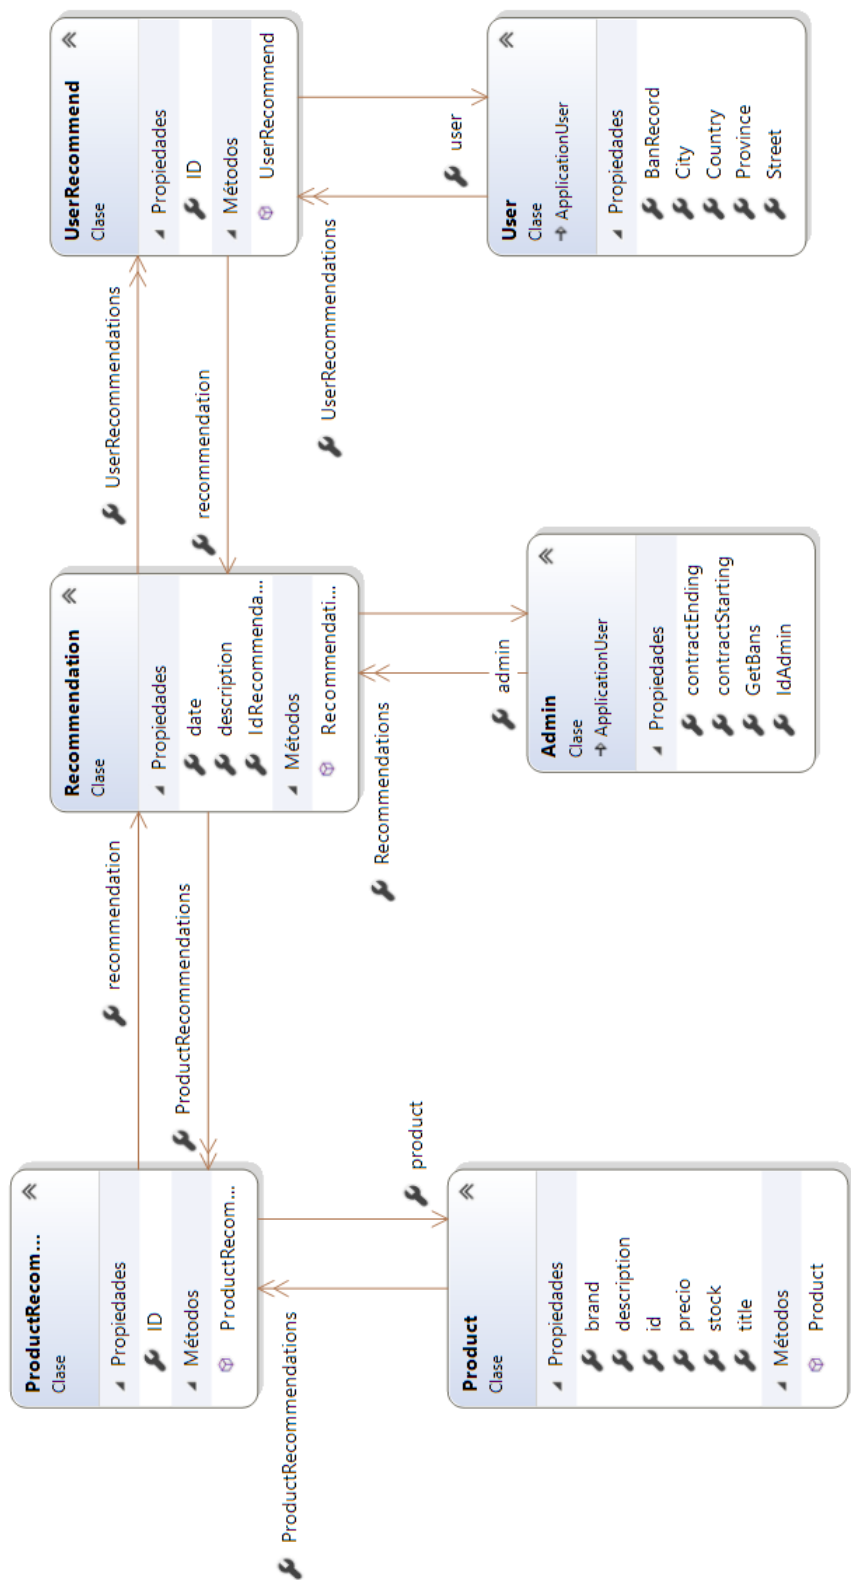 ProductRecom...
Clase
Propiedades
ID
Métodos
ProductRecom...
recommendation
ProductRecommendations
Recommendation
Clase
Propiedades
date
description
IdRecommenda...
Métodos
Recommendati...
UserRecommendations
recommendation
UserRecommend
Clase
Propiedades
ID
Métodos
UserRecommend
ProductRecommendations
product
Recommendations
admin
UserRecommendations
user
Product
Clase
Propiedades
brand
description
id
precio
stock
title
Métodos
Product
Admin
Clase
ApplicationUser
Propiedades
contractEnding
contractStarting
GetBans
IdAdmin
User
Clase
ApplicationUser
Propiedades
BanRecord
City
Country
Province
Street